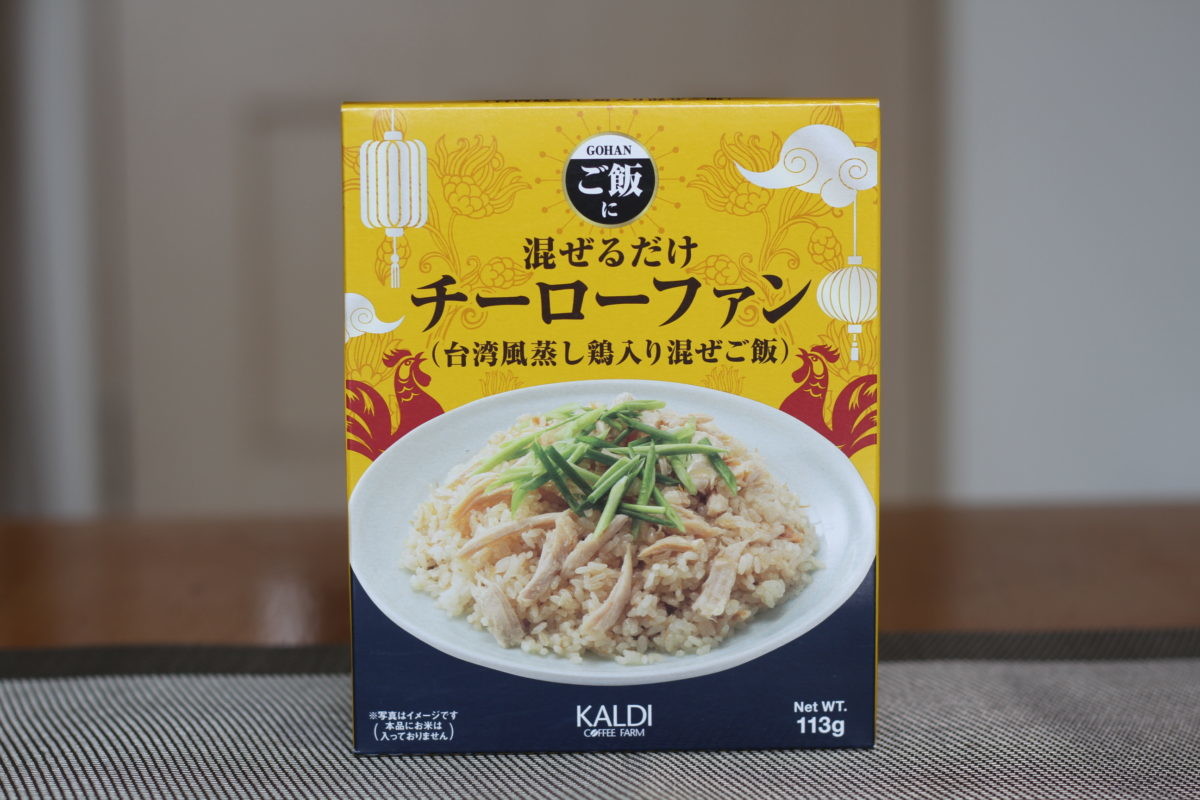 GOHAN
ご飯
に
混ぜるだけ
チーローファン
(台湾風蒸し鶏入り混ぜご飯)
※写真はイメージです
(本品にお米は
入っておりません)
KALDI
COFFEE FARM
Net WT.
113g